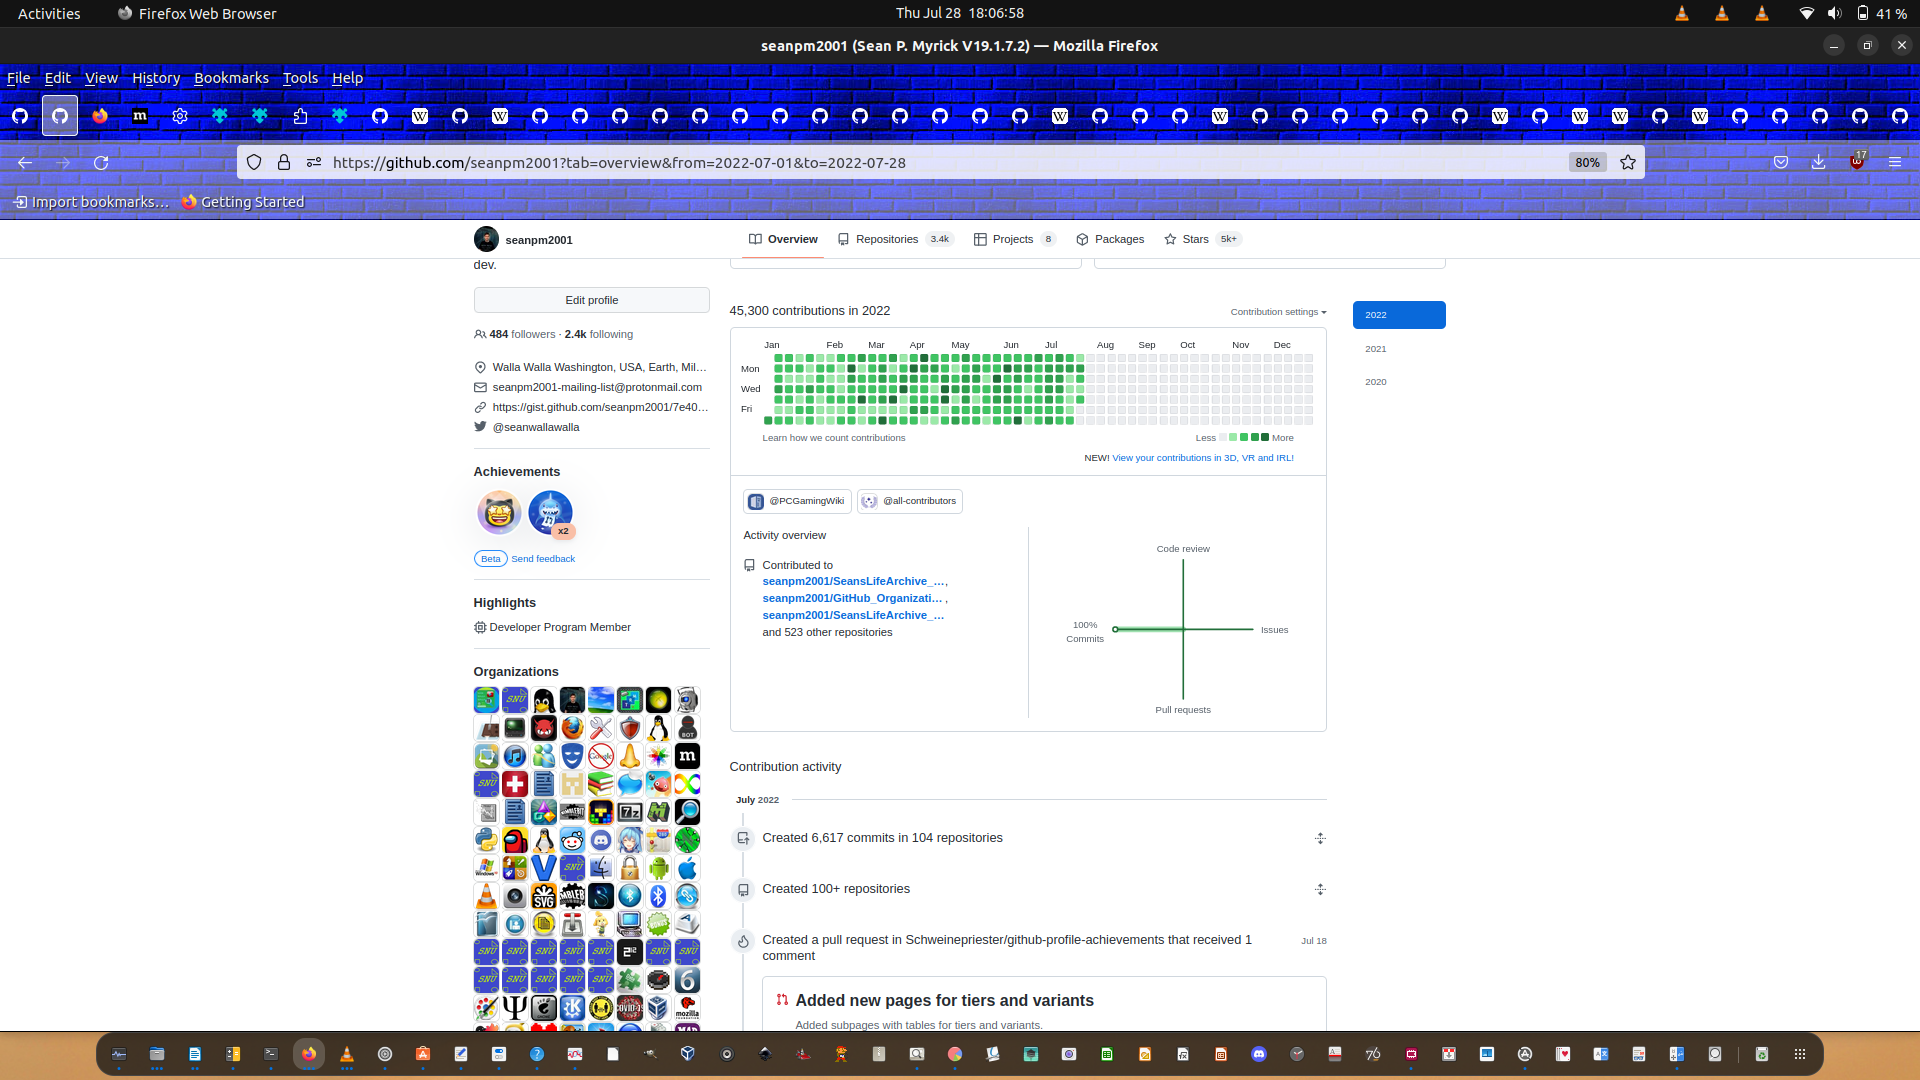 Activities
Firefox Web Browser
Thu Jul 28 18:06:58
41 %
seanpm2001 (Sean P. Myrick V19.1.7.2) — Mozilla Firefox
File Edit View History Bookmarks Tools Help
https://github.com/seanpm2001?tab=overview&from=2022-07-01&to=2022-07-28
80%
17
Import bookmarks…
Getting Started
seanpm2001
Overview
Repositories 3.4k
Projects 8
Packages
Stars 5k+
dev.
Edit profile
484 followers · 2.4k following
Walla Walla Washington, USA, Earth, Mil…
seanpm2001-mailing-list@protonmail.com
https://gist.github.com/seanpm2001/7e40…
@seanwallawalla
Achievements
x2
Beta Send feedback
Highlights
Developer Program Member
Organizations
45,300 contributions in 2022
Contribution settings
2022
2021
2020
Jan Feb Mar Apr May Jun Jul Aug Sep Oct Nov Dec
Mon
Wed
Fri
Learn how we count contributions
Less
More
NEW! View your contributions in 3D, VR and IRL!
@PCGamingWiki
@all-contributors
Activity overview
Contributed to
seanpm2001/SeansLifeArchive_…,
seanpm2001/GitHub_Organizati… ,
seanpm2001/SeansLifeArchive_…
and 523 other repositories
Code review
100%
Commits
Issues
Pull requests
Contribution activity
July 2022
Created 6,617 commits in 104 repositories
Created 100+ repositories
Created a pull request in Schweinepriester/github-profile-achievements that received 1
comment
Jul 18
Added new pages for tiers and variants
Added subpages with tables for tiers and variants.